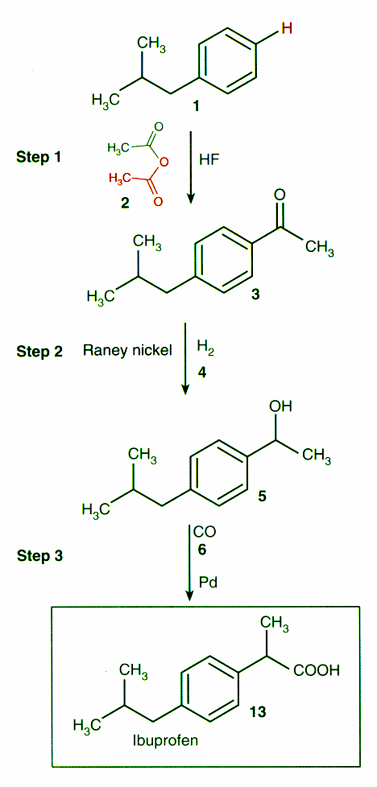 H
CH₃
H₃C
1
Step 1
O
H₃C
O
H₃C
2
O
HF
O
CH₃
CH₃
H₃C
3
Step 2
Raney nickel
H₂
4
OH
CH₃
CH₃
H₃C
5
Step 3
CO
6
Pd
CH₃
COOH
CH₃
H₃C
13
Ibuprofen